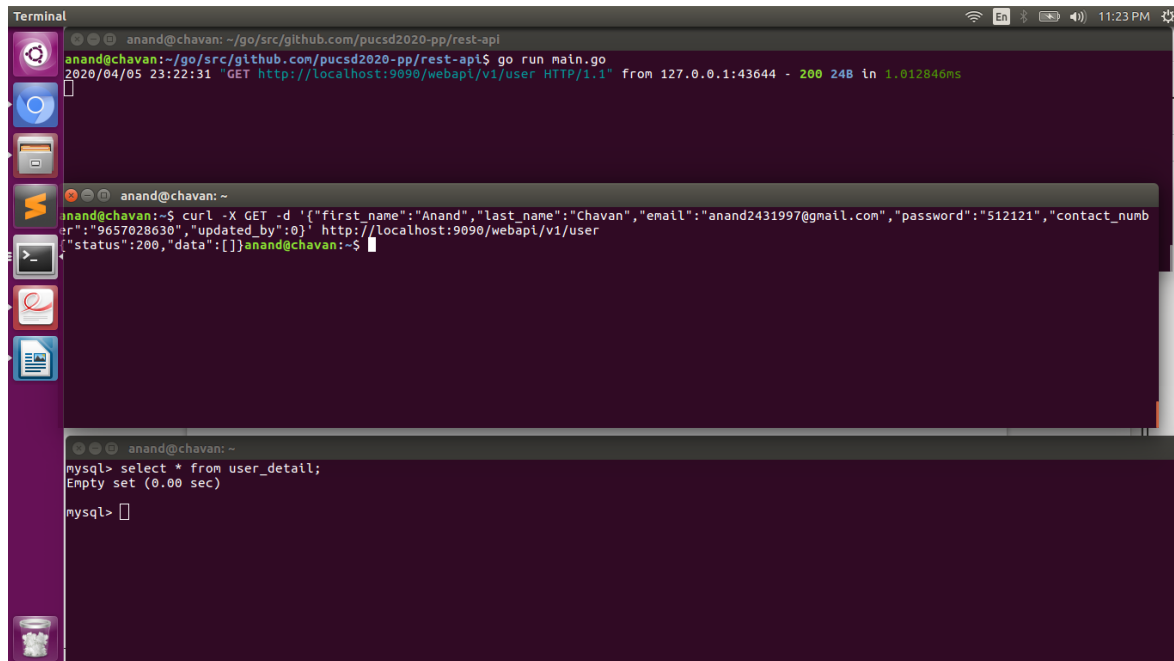 Terminal
En
11:23 PM
anand@chavan: ~/go/src/github.com/pucsd2020-pp/rest-api
anand@chavan:~/go/src/github.com/pucsd2020-pp/rest-api$ go run main.go
2020/04/05 23:22:31 "GET http://localhost:9090/webapi/v1/user HTTP/1.1" from 127.0.0.1:43644 - 200 24B in 1.012846ms
anand@chavan: ~
anand@chavan:~$ curl -X GET -d '{"first_name":"Anand","last_name":"Chavan","email":"anand2431997@gmail.com","password":"512121","contact_numb
er":"9657028630","updated_by":0}' http://localhost:9090/webapi/v1/user
{"status":200,"data":[]}anand@chavan:~$
anand@chavan: ~
mysql> select * from user_detail;
Empty set (0.00 sec)
mysql>